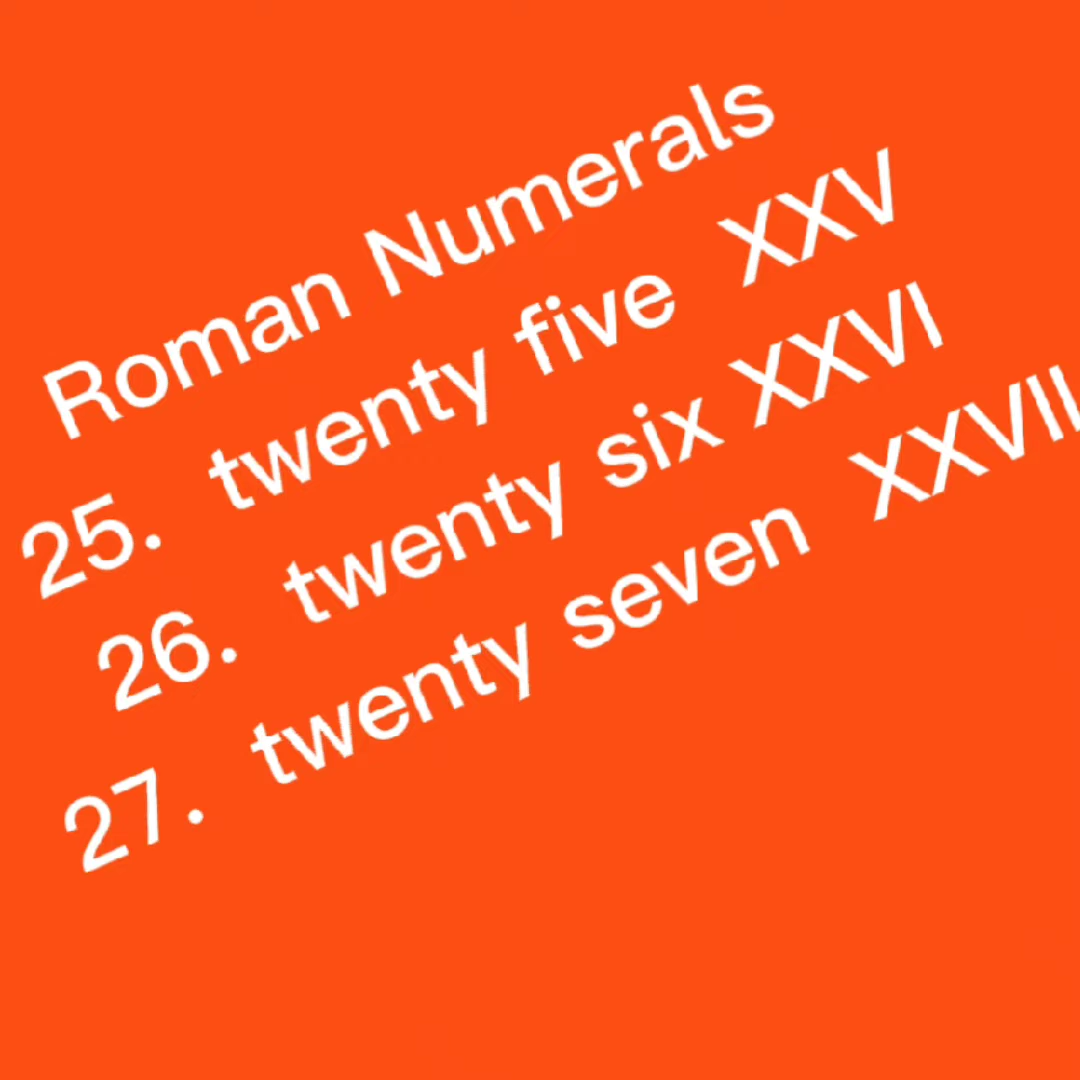 Roman Numerals
25. twenty five XXV
26. twenty six XXVI
27. twenty seven XXVII